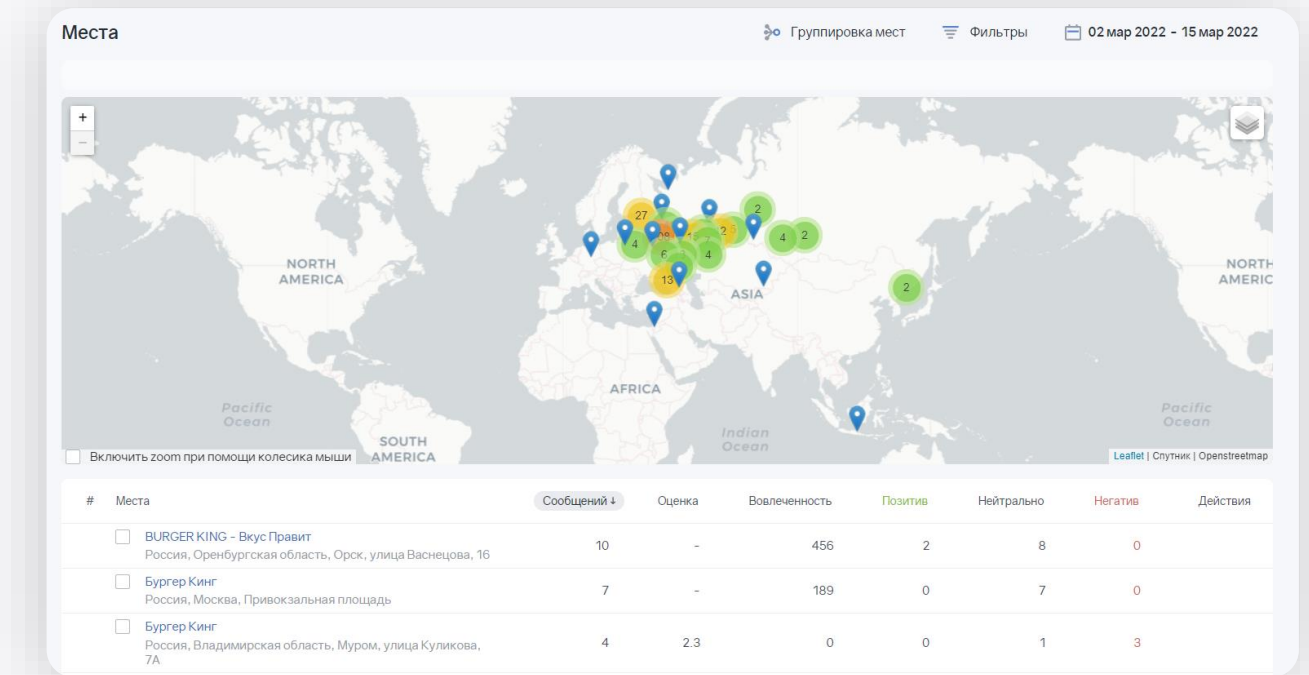 Места
Группировка мест
Фильтры
02 мар 2022 - 15 мар 2022
+
-
27
2
4
2
4
2
6
4
13
2
NORTH
AMERICA
ASIA
NORTH
AMERIC
AFRICA
Pacific
Ocean
SOUTH
AMERICA
Indian
Ocean
Pacific
Ocean
Включить zoom при помощи колесика мыши
Leaflet | Спутник | Openstreetmap
# Места Сообщений ↓ Оценка Вовлеченность Позитив Нейтрально Негатив Действия
BURGER KING - Вкус Правит
Россия, Оренбургская область, Орск, улица Васнецова, 16
10 - 456 2 8 0
Бургер Кинг
Россия, Москва, Привокзальная площадь
7 - 189 0 7 0
Бургер Кинг
Россия, Владимирская область, Муром, улица Куликова,
7А
4 2.3 0 0 1 3